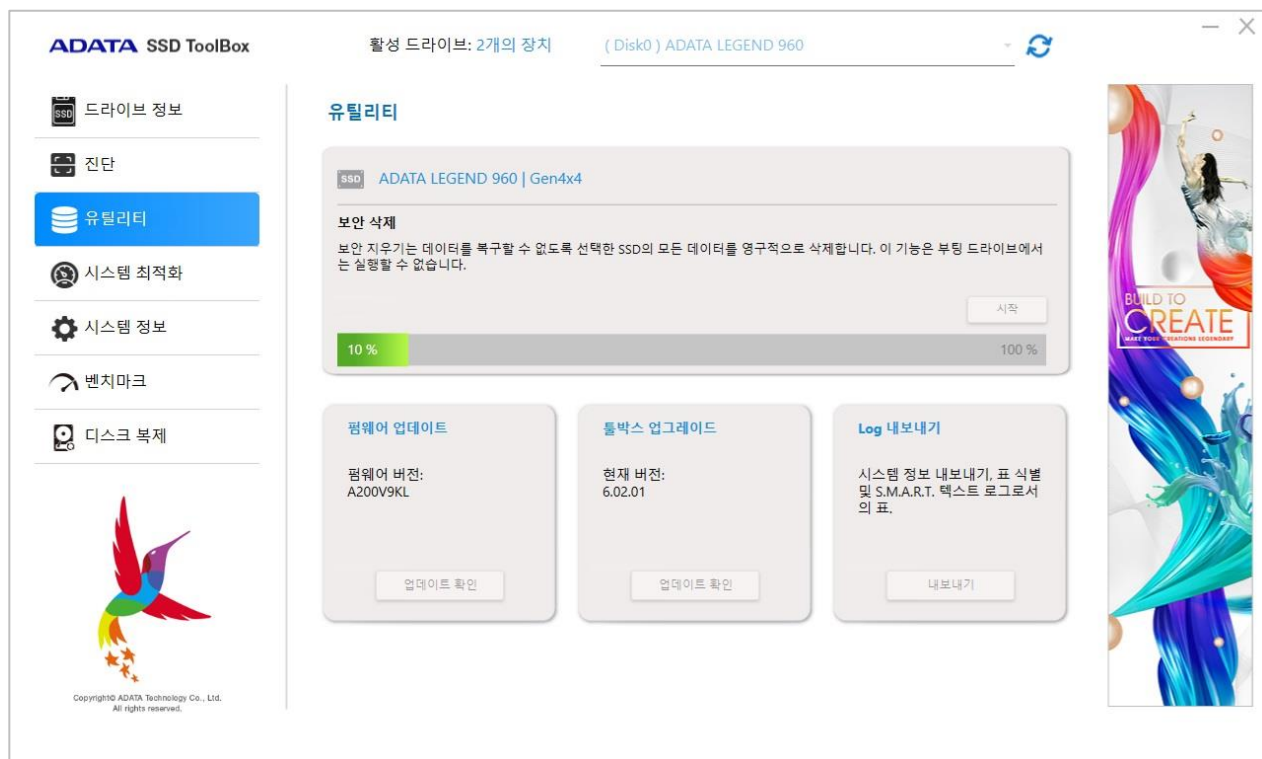 ADATA SSD ToolBox
활성 드라이브: 2개의 장치
( Disk0 ) ADATA LEGEND 960
SSD 드라이브 정보
진단
유틸리티
시스템 최적화
시스템 정보
벤치마크
디스크 복제
Copyright© ADATA Technology Co., Ltd.
All rights reserved.
유틸리티
SSD ADATA LEGEND 960 | Gen4x4
보안 삭제
보안 지우기는 데이터를 복구할 수 없도록 선택한 SSD의 모든 데이터를 영구적으로 삭제합니다. 이 기능은 부팅 드라이브에서
는 실행할 수 없습니다.
시작
10 % 100 %
펌웨어 업데이트
펌웨어 버전:
A200V9KL
업데이트 확인
툴박스 업그레이드
현재 버전:
6.02.01
업데이트 확인
Log 내보내기
시스템 정보 내보내기, 표 식별
및 S.M.A.R.T. 텍스트 로그로서
의 표.
내보내기
BUILD TO
CREATE
MAKE YOUR CREATIONS LEGENDARY